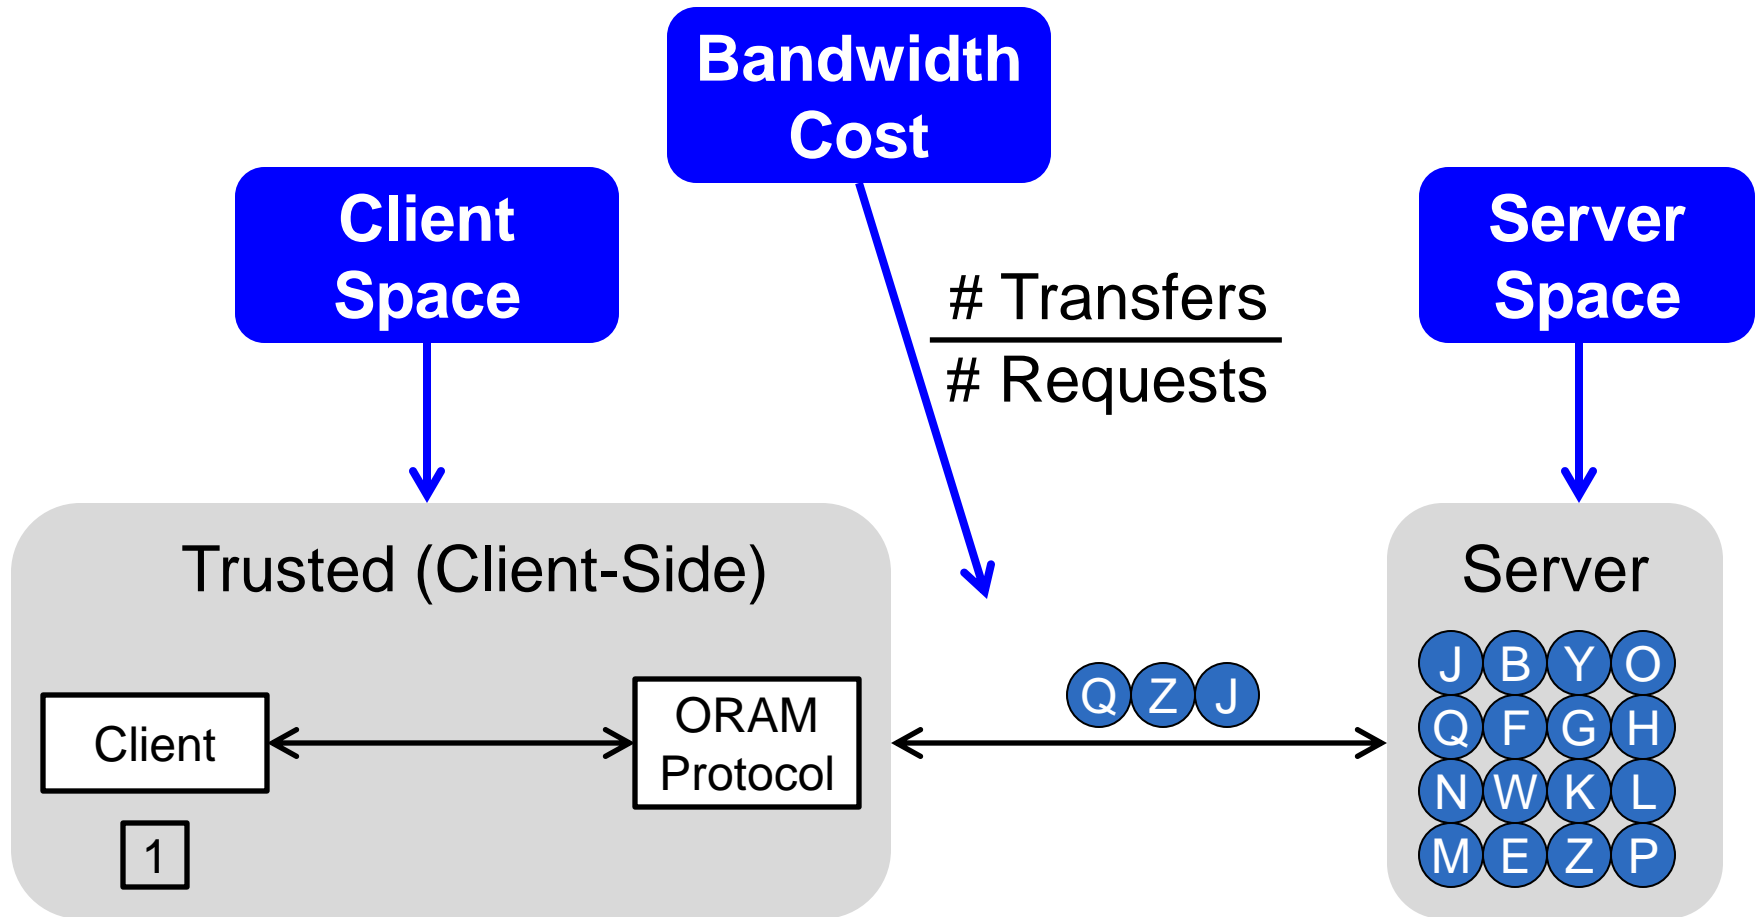 Bandwidth
Cost
Client
Space
Server
Space
# Transfers
# Requests
Trusted (Client-Side)
Server
Client
ORAM
Protocol
1
Q Z J
J B Y O
Q F G H
N W K L
M E Z P